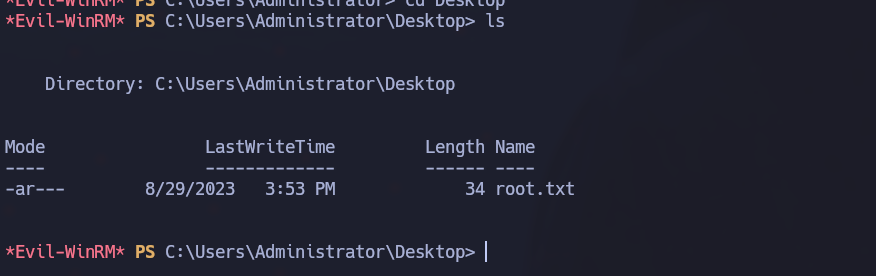 *Evil-WinRM* PS C:\Users\Administrator> cd Desktop
*Evil-WinRM* PS C:\Users\Administrator\Desktop> ls
Directory: C:\Users\Administrator\Desktop
Mode LastWriteTime Length Name
---- ------------- ------ ----
-ar--- 8/29/2023 3:53 PM 34 root.txt
*Evil-WinRM* PS C:\Users\Administrator\Desktop>